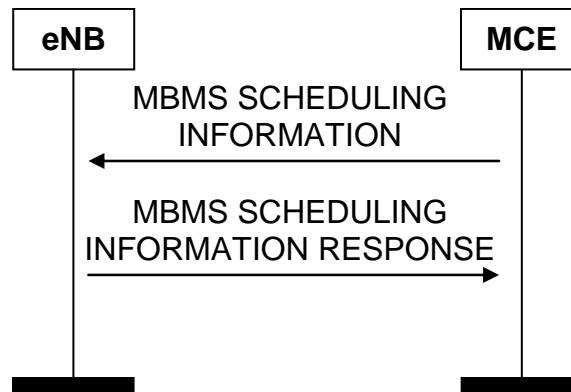 eNB
MCE
MBMS SCHEDULING
INFORMATION
MBMS SCHEDULING
INFORMATION RESPONSE